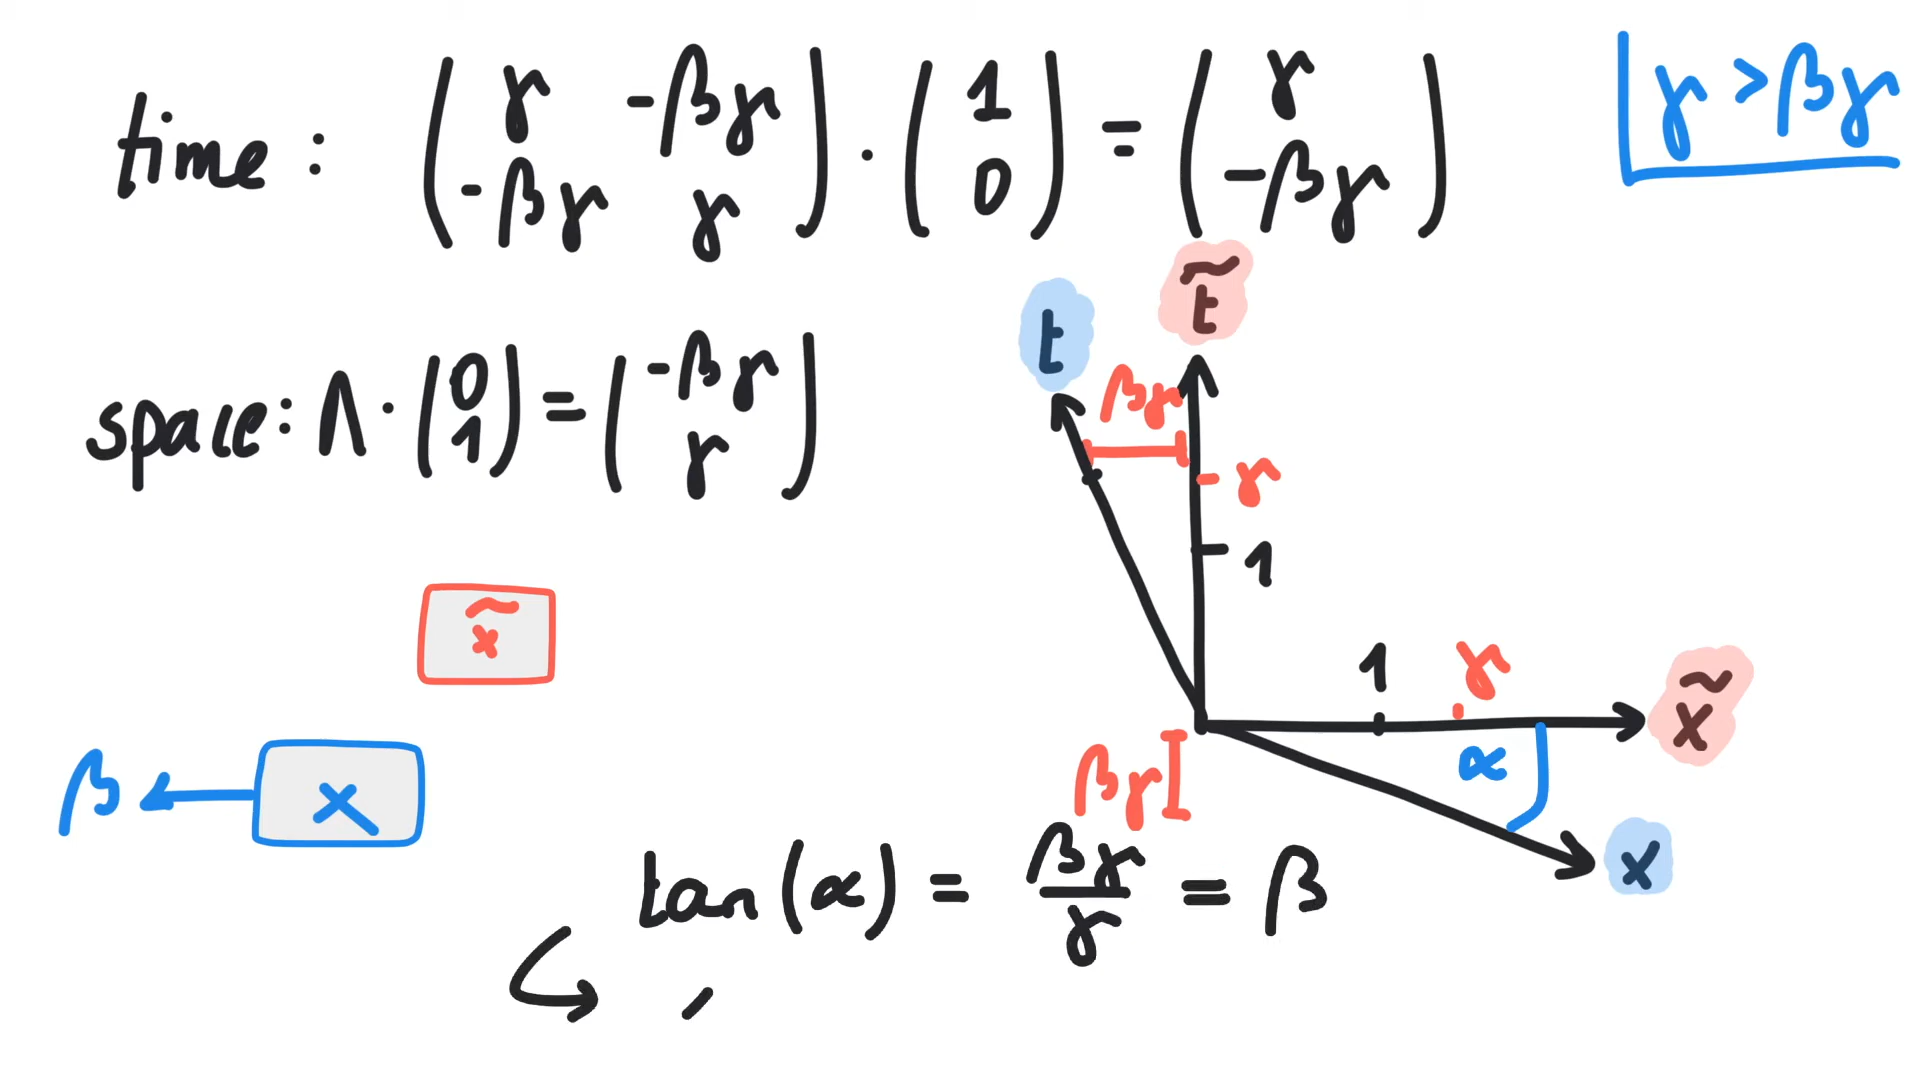 time: ( γ -βγ ; -βγ γ ) · ( 1 ; 0 ) = ( γ ; -βγ )
γ > βγ
space: Λ · ( 0 ; 1 ) = ( -βγ ; γ )
t̃
t
βγ
γ
1
x̃
1
γ
x̃
β
x
βγ
α
x
tan(α) = βγ/γ = β